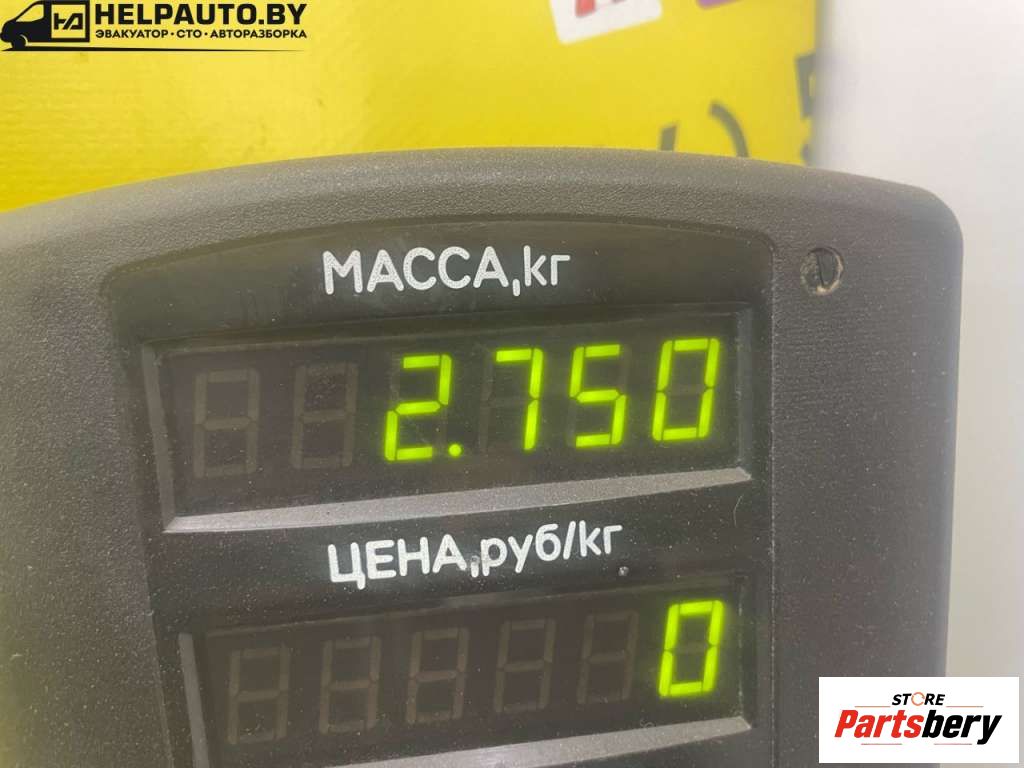 HELPAUTO.BY
ЭВАКУАТОР • СТО • АВТОРАЗБОРКА
МАССА,кг
2.750
ЦЕНА,руб/кг
0
STORE
Partsbery